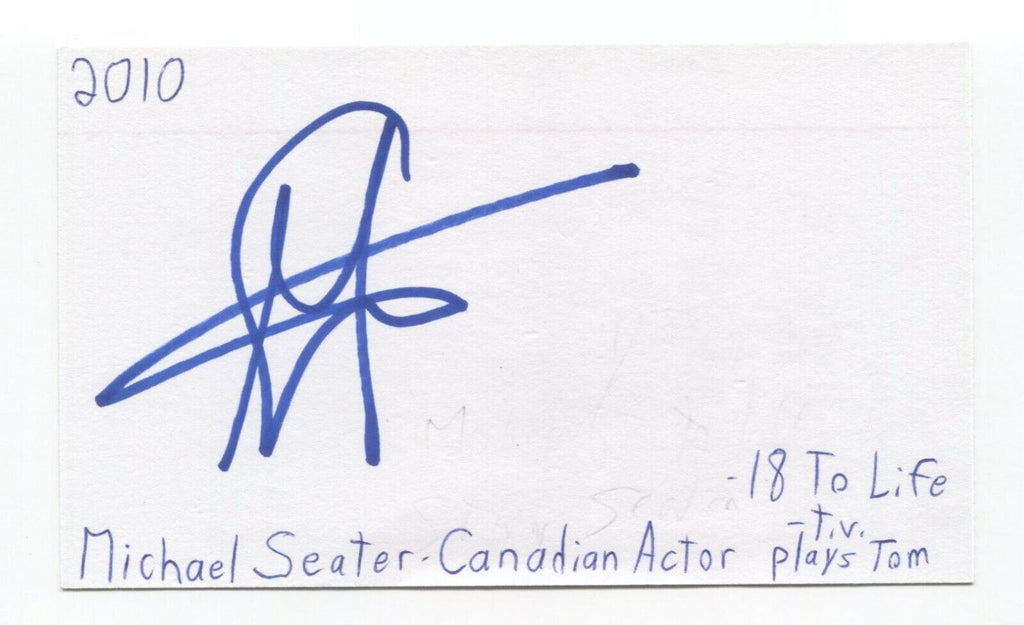 2010
-18 To Life
-t.v.
Michael Seater-Canadian Actor plays Tom